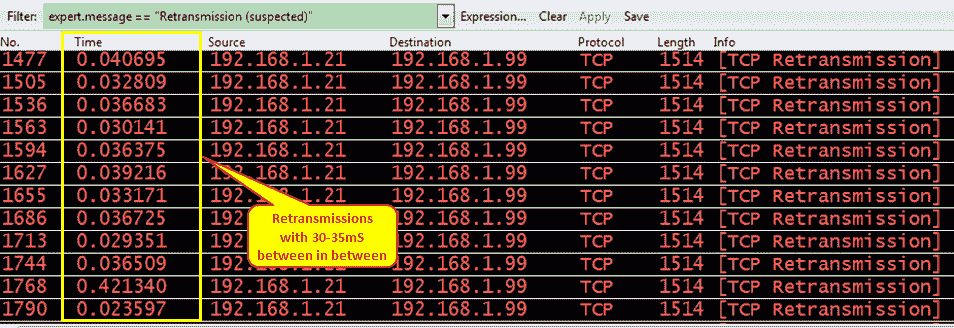 Filter: expert.message == "Retransmission (suspected)" Expression... Clear Apply Save
No. Time Source Destination Protocol Length Info
1477 0.040695 192.168.1.21 192.168.1.99 TCP 1514 [TCP Retransmission]
1505 0.032809 192.168.1.21 192.168.1.99 TCP 1514 [TCP Retransmission]
1536 0.036683 192.168.1.21 192.168.1.99 TCP 1514 [TCP Retransmission]
1563 0.030141 192.168.1.21 192.168.1.99 TCP 1514 [TCP Retransmission]
1594 0.036375 192.168.1.21 192.168.1.99 TCP 1514 [TCP Retransmission]
1627 0.039216 192.168.1.21 192.168.1.99 TCP 1514 [TCP Retransmission]
1655 0.033171 192.168.1.21 192.168.1.99 TCP 1514 [TCP Retransmission]
1686 0.036725 192.168.1.99 TCP 1514 [TCP Retransmission]
1713 0.029351 192.168.1.99 TCP 1514 [TCP Retransmission]
1744 0.036509 192.168.1.99 TCP 1514 [TCP Retransmission]
1768 0.421340 192.168.1.21 192.168.1.99 TCP 1514 [TCP Retransmission]
1790 0.023597 192.168.1.21 192.168.1.99 TCP 1514 [TCP Retransmission]
Retransmissions
with 30-35mS
between in between